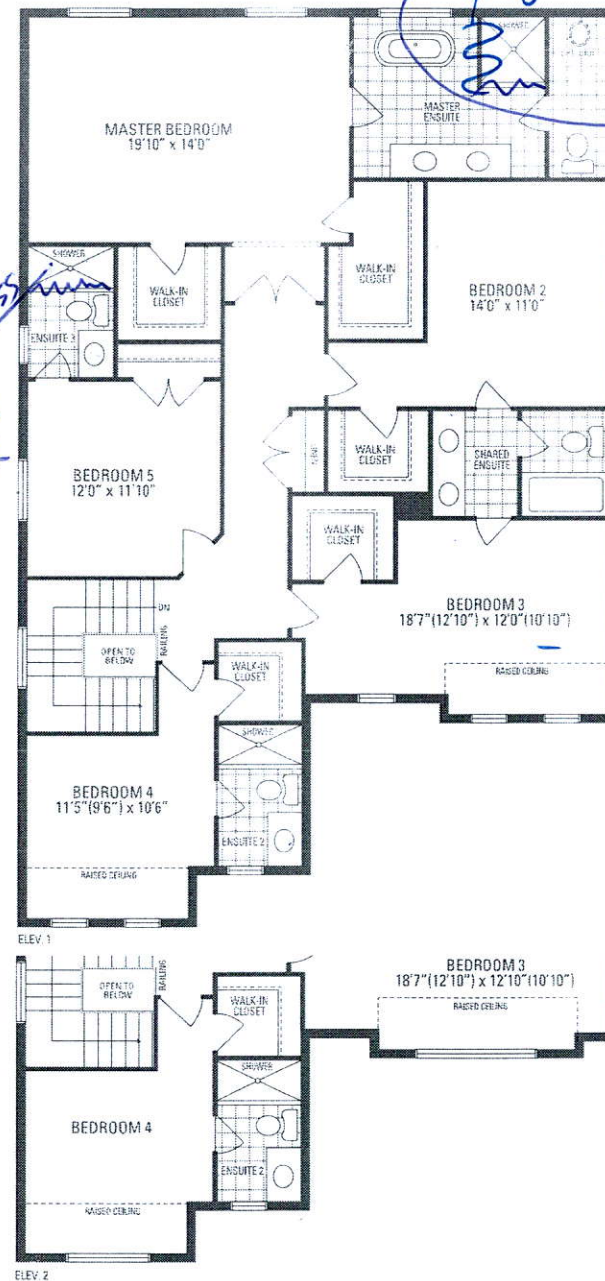 SHOWER
MASTER BEDROOM
19'10" x 14'0"
MASTER
ENSUITE
SHOWER
WALK-IN
CLOSET
WALK-IN
CLOSET
BEDROOM 2
14'0" x 11'0"
ENSUITE 3
BEDROOM 5
12'0" x 11'10"
WALK-IN
CLOSET
LINEN
SHARED
ENSUITE
WALK-IN
CLOSET
BEDROOM 3
18'7"(12'10") x 12'0"(10'10")
RAISED CEILING
DN
RAILING
OPEN TO
BELOW
WALK-IN
CLOSET
SHOWER
BEDROOM 4
11'5"(9'6") x 10'6"
ENSUITE 2
RAISED CEILING
ELEV. 1
OPEN TO
BELOW
RAILING
WALK-IN
CLOSET
BEDROOM 3
18'7"(12'10") x 12'10"(10'10")
RAISED CEILING
SHOWER
BEDROOM 4
ENSUITE 2
RAISED CEILING
ELEV. 2